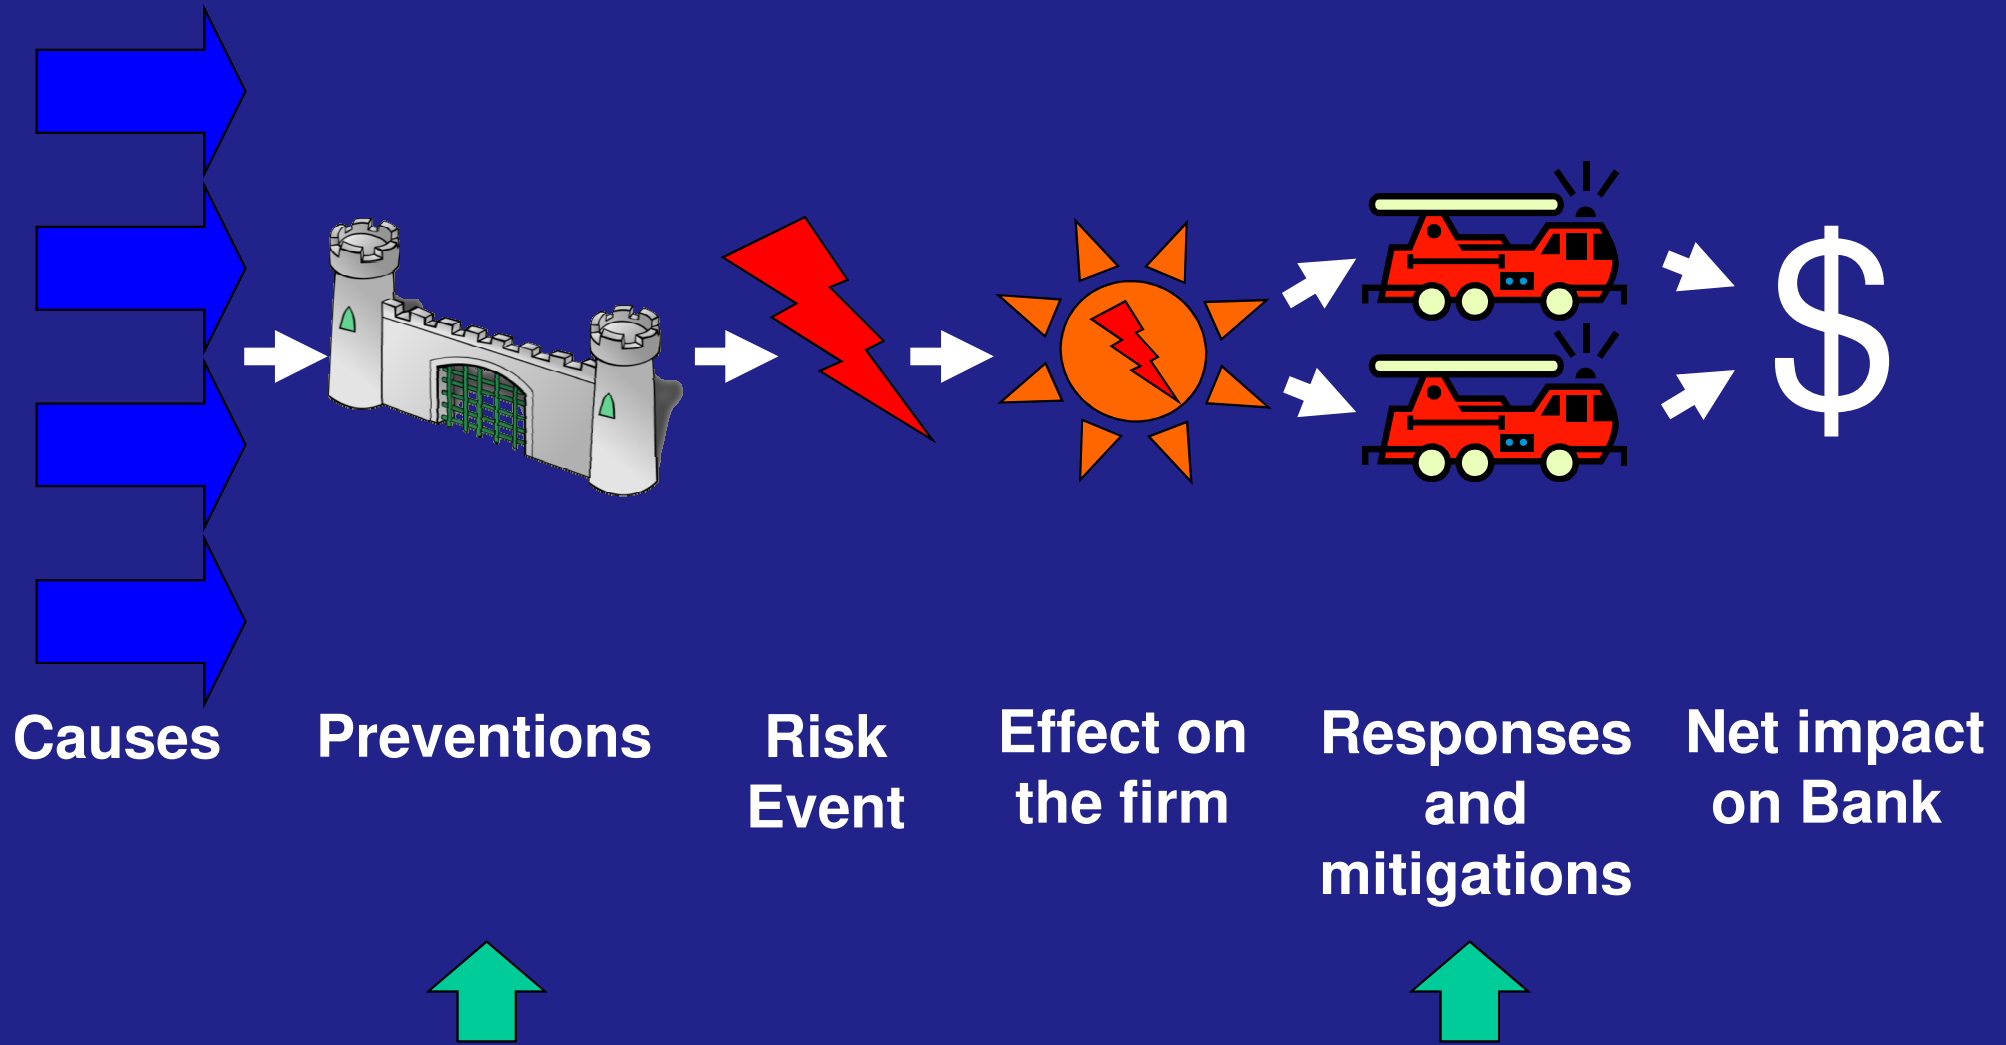 $
Causes
Preventions
Risk
Event
Effect on
the firm
Responses
and
mitigations
Net impact
on Bank